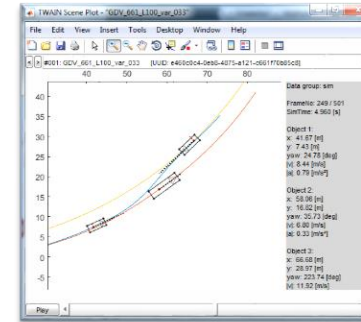 TWAIN Scene Plot - "GDV_661_L100_var_033"
File Edit View Insert Tools Desktop Window Help
#001: GDV_661_L100_var_033
40 50 60 70 80
Data group: sim
40
FrameNo: 249 / 501
SimTime: 4.960 [s]
35
Object 1:
x: 41.67 [m]
30
y: 7.43 [m]
yaw: 24.78 [deg]
25
|v|: 8.44 [m/s]
|a|: 0.79 [m/s²]
20
Object 2:
x: 58.98 [m]
15
y: 16.82 [m]
yaw: 35.73 [deg]
10
|v|: 6.80 [m/s]
|a|: 0.33 [m/s²]
5
Object 3:
0
x: 66.68 [m]
y: 28.97 [m]
-5
yaw: 223.74 [deg]
|v|: 11.92 [m/s]
Play